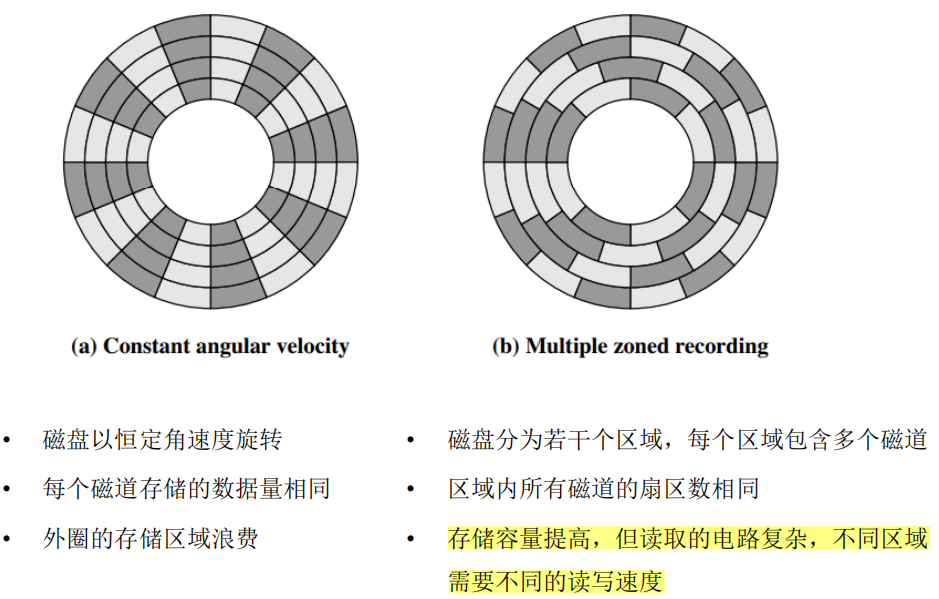 (a) Constant angular velocity
(b) Multiple zoned recording
• 磁盘以恒定角速度旋转
• 每个磁道存储的数据量相同
• 外圈的存储区域浪费
• 磁盘分为若干个区域，每个区域包含多个磁道
• 区域内所有磁道的扇区数相同
• 存储容量提高，但读取的电路复杂，不同区域
需要不同的读写速度